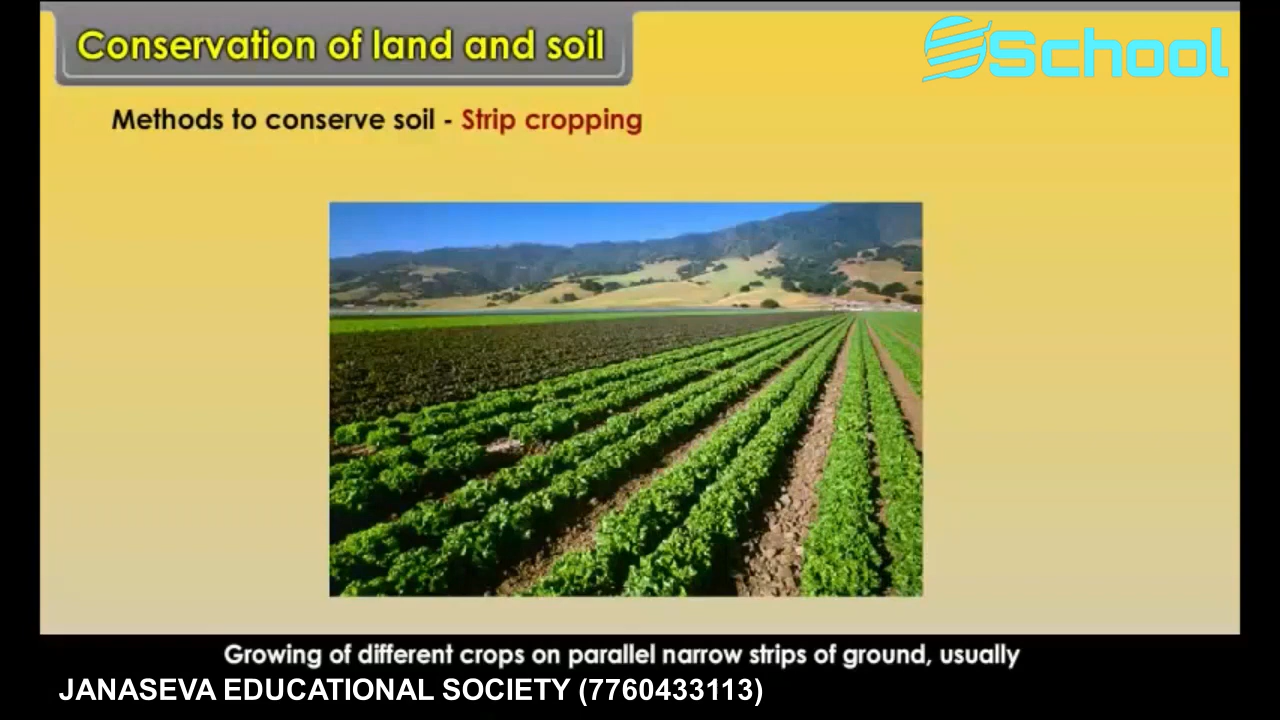 Conservation of land and soil
School
Methods to conserve soil - Strip cropping
Growing of different crops on parallel narrow strips of ground, usually
JANASEVA EDUCATIONAL SOCIETY (7760433113)